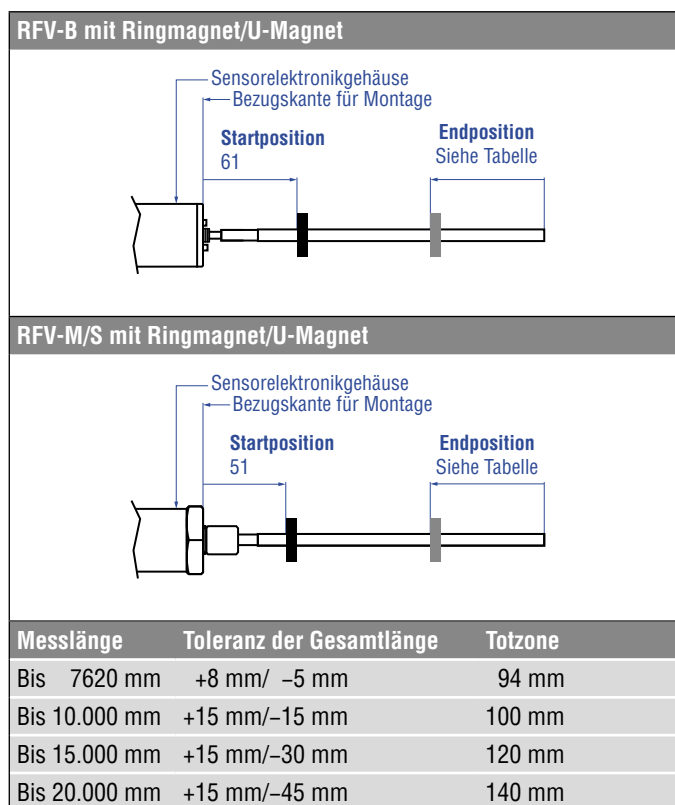 RFV-B mit Ringmagnet/U-Magnet
Sensorelektronikgehäuse
Bezugskante für Montage
Startposition
61
Endposition
Siehe Tabelle
RFV-M/S mit Ringmagnet/U-Magnet
Sensorelektronikgehäuse
Bezugskante für Montage
Startposition
51
Endposition
Siehe Tabelle
Messlänge Toleranz der Gesamtlänge Totzone
Bis 7620 mm +8 mm/ −5 mm 94 mm
Bis 10.000 mm +15 mm/−15 mm 100 mm
Bis 15.000 mm +15 mm/−30 mm 120 mm
Bis 20.000 mm +15 mm/−45 mm 140 mm